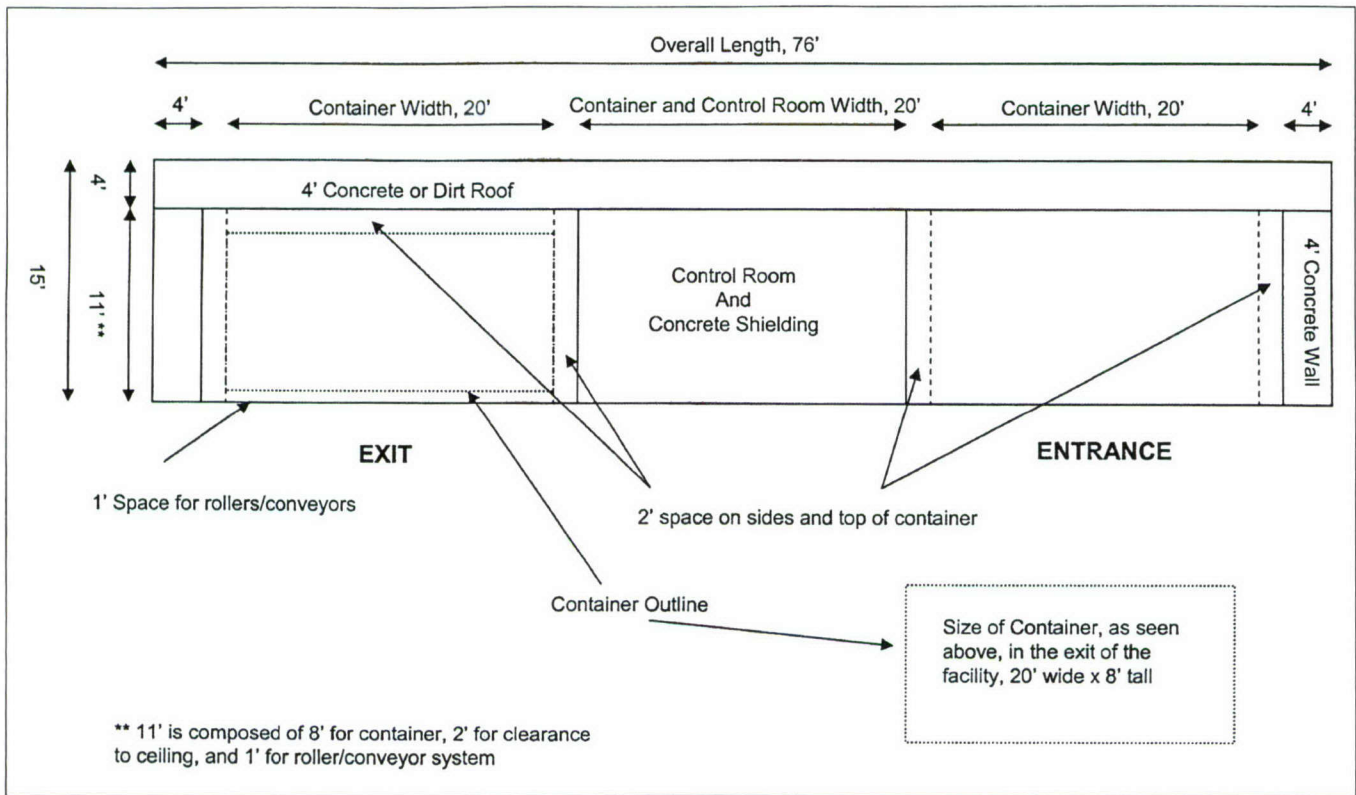 Overall Length, 76'
4'
Container Width, 20'
Container and Control Room Width, 20'
Container Width, 20'
4'
4'
4' Concrete or Dirt Roof
15'
11' **
Control Room
And
Concrete Shielding
4' Concrete Wall
EXIT
ENTRANCE
1' Space for rollers/conveyors
2' space on sides and top of container
Container Outline
Size of Container, as seen
above, in the exit of the
facility, 20' wide x 8' tall
** 11' is composed of 8' for container, 2' for clearance
to ceiling, and 1' for roller/conveyor system